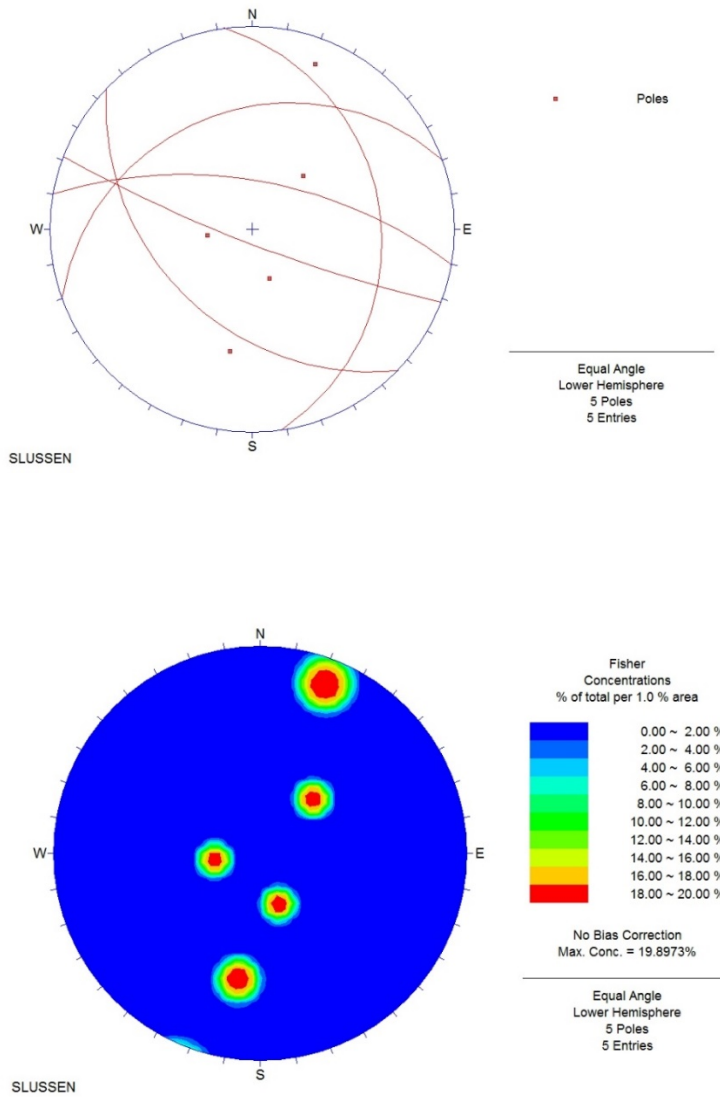 N
Poles
W
E
S
Equal Angle
Lower Hemisphere
5 Poles
5 Entries
SLUSSEN
N
W
E
S
Fisher
Concentrations
% of total per 1.0 % area
0.00 ~ 2.00 %
2.00 ~ 4.00 %
4.00 ~ 6.00 %
6.00 ~ 8.00 %
8.00 ~ 10.00 %
10.00 ~ 12.00 %
12.00 ~ 14.00 %
14.00 ~ 16.00 %
16.00 ~ 18.00 %
18.00 ~ 20.00 %
No Bias Correction
Max. Conc. = 19.8973%
Equal Angle
Lower Hemisphere
5 Poles
5 Entries
SLUSSEN